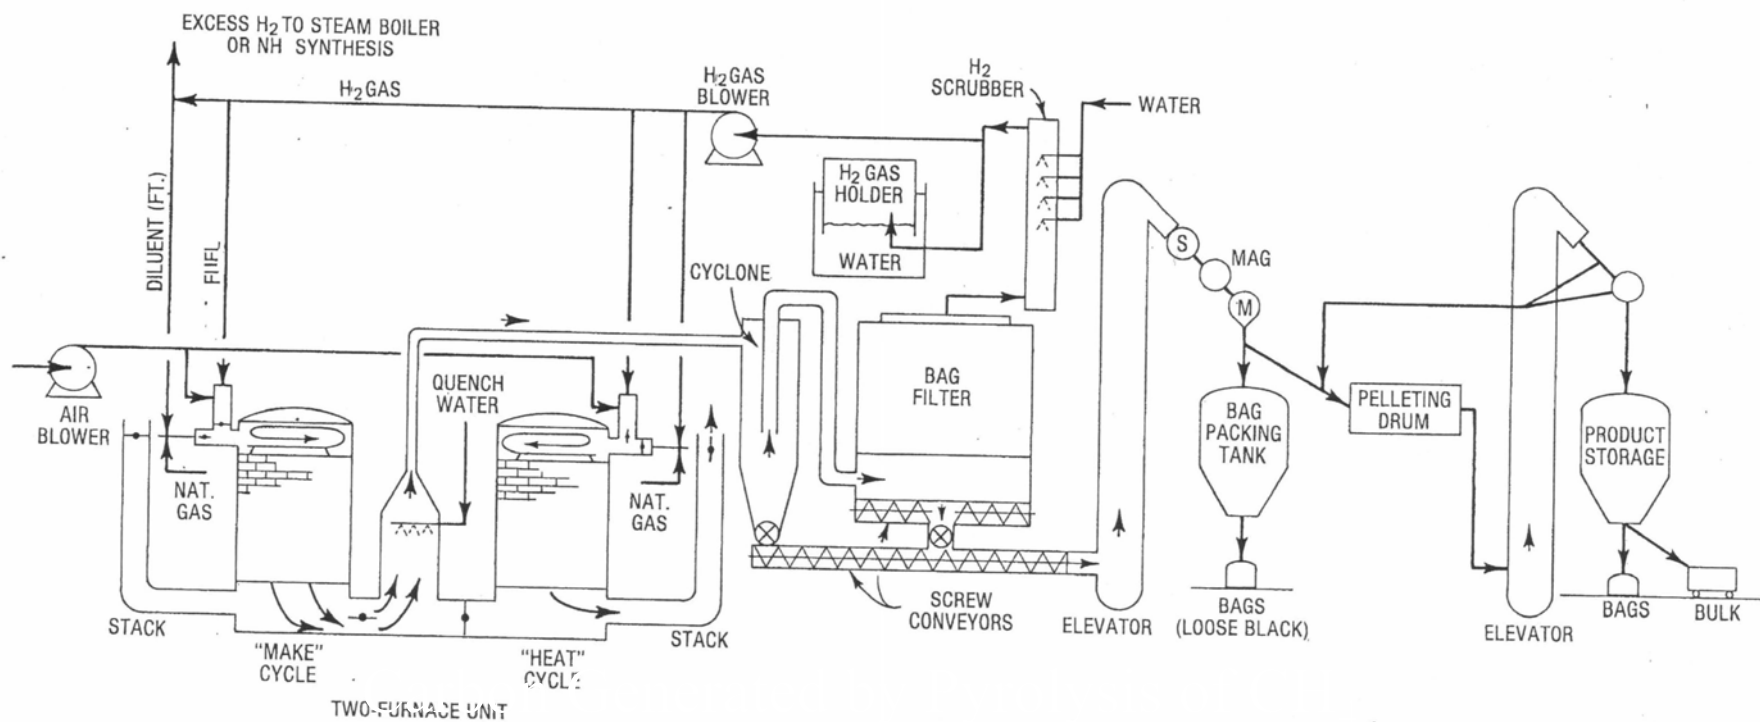 EXCESS H2 TO STEAM BOILER
OR NH SYNTHESIS
H2 GAS
H2 GAS
BLOWER
H2
SCRUBBER
WATER
DILUENT (FT.)
H2 GAS
HOLDER
WATER
CYCLONE
S
MAG
M
AIR
BLOWER
QUENCH
WATER
NAT.
GAS
NAT.
GAS
BAG
FILTER
BAG
PACKING
TANK
PELLETING
DRUM
PRODUCT
STORAGE
STACK
STACK
SCREW
CONVEYORS
ELEVATOR
BAGS
(LOOSE BLACK)
ELEVATOR
BAGS
BULK
"MAKE"
CYCLE
"HEAT"
CYCLE
TWO-FURNACE UNIT